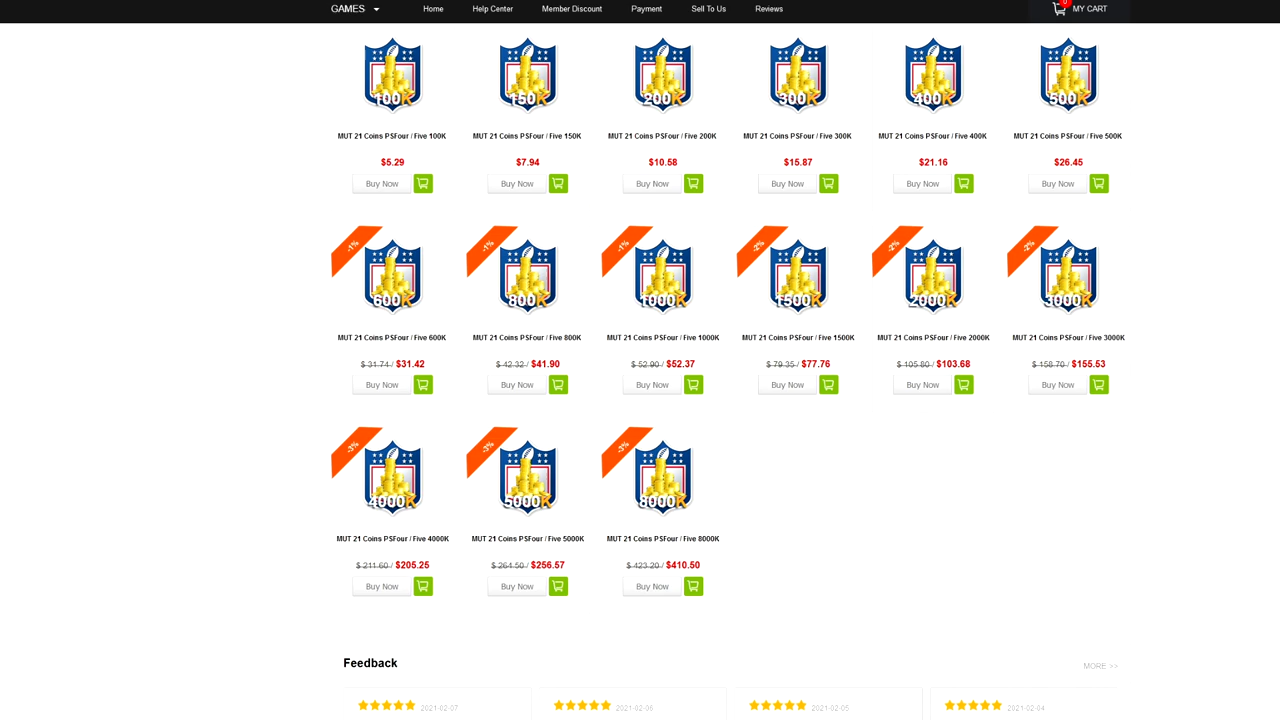 GAMES Home Help Center Member Discount Payment Sell To Us Reviews 0 MY CART
100K 150K 200K 300K 400K 500K
MUT 21 Coins PSFour / Five 100K MUT 21 Coins PSFour / Five 150K MUT 21 Coins PSFour / Five 200K MUT 21 Coins PSFour / Five 300K MUT 21 Coins PSFour / Five 400K MUT 21 Coins PSFour / Five 500K
$5.29 $7.94 $10.58 $15.87 $21.16 $26.45
Buy Now Buy Now Buy Now Buy Now Buy Now Buy Now
-1% -1% -1% -2% -2% -2%
600K 800K 1000K 1500K 2000K 3000K
MUT 21 Coins PSFour / Five 600K MUT 21 Coins PSFour / Five 800K MUT 21 Coins PSFour / Five 1000K MUT 21 Coins PSFour / Five 1500K MUT 21 Coins PSFour / Five 2000K MUT 21 Coins PSFour / Five 3000K
$ 31.74 / $31.42 $ 42.32 / $41.90 $ 52.90 / $52.37 $ 79.35 / $77.76 $ 105.80 / $103.68 $ 158.70 / $155.53
Buy Now Buy Now Buy Now Buy Now Buy Now Buy Now
-3% -3% -3%
4000K 5000K 8000K
MUT 21 Coins PSFour / Five 4000K MUT 21 Coins PSFour / Five 5000K MUT 21 Coins PSFour / Five 8000K
$ 211.60 / $205.25 $ 264.50 / $256.57 $ 423.20 / $410.50
Buy Now Buy Now Buy Now
Feedback MORE >>
2021-02-07 2021-02-06 2021-02-05 2021-02-04